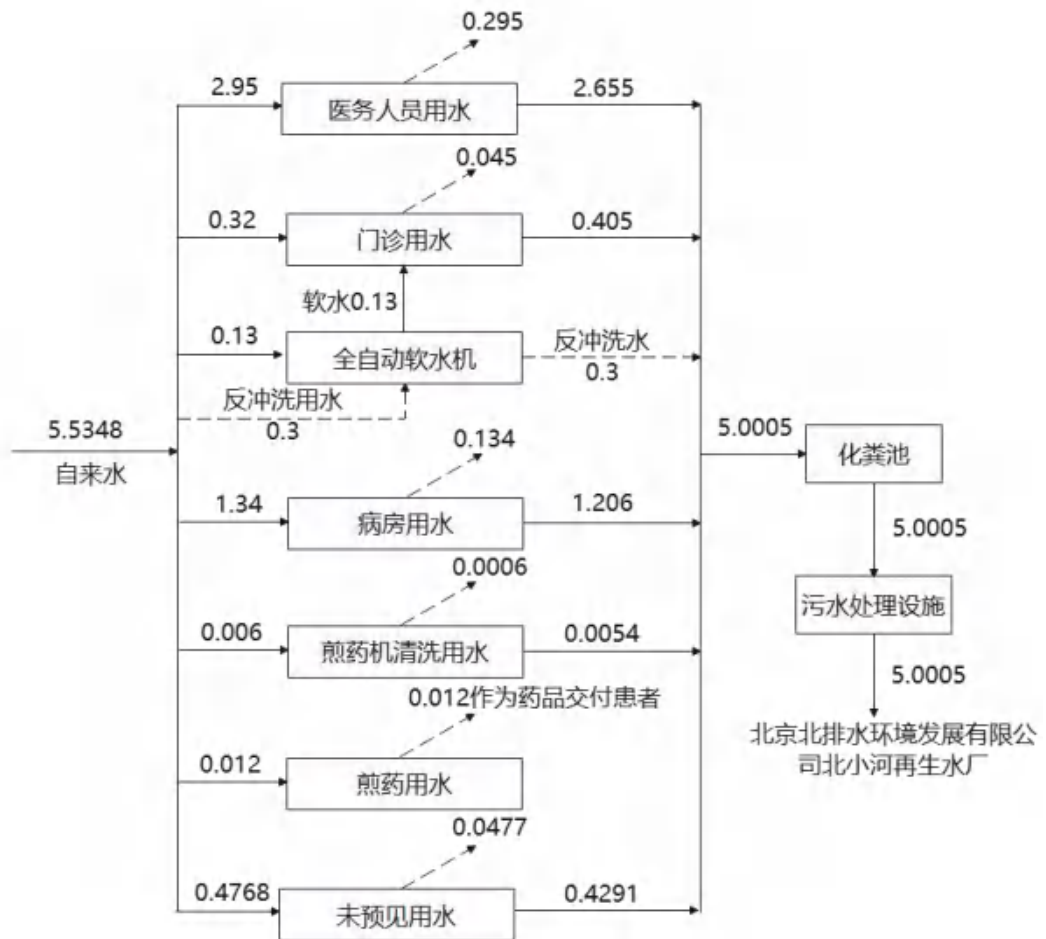 0.295
2.95
医务人员用水
2.655
0.045
0.32
门诊用水
0.405
软水0.13
0.13
全自动软水机
反冲洗水
0.3
反冲洗用水
0.3
5.5348
自来水
0.134
1.34
病房用水
1.206
5.0005
化粪池
5.0005
0.0006
0.006
煎药机清洗用水
0.0054
污水处理设施
5.0005
0.012作为药品交付患者
0.012
煎药用水
北京北排水环境发展有限公
司北小河再生水厂
0.0477
0.4768
未预见用水
0.4291